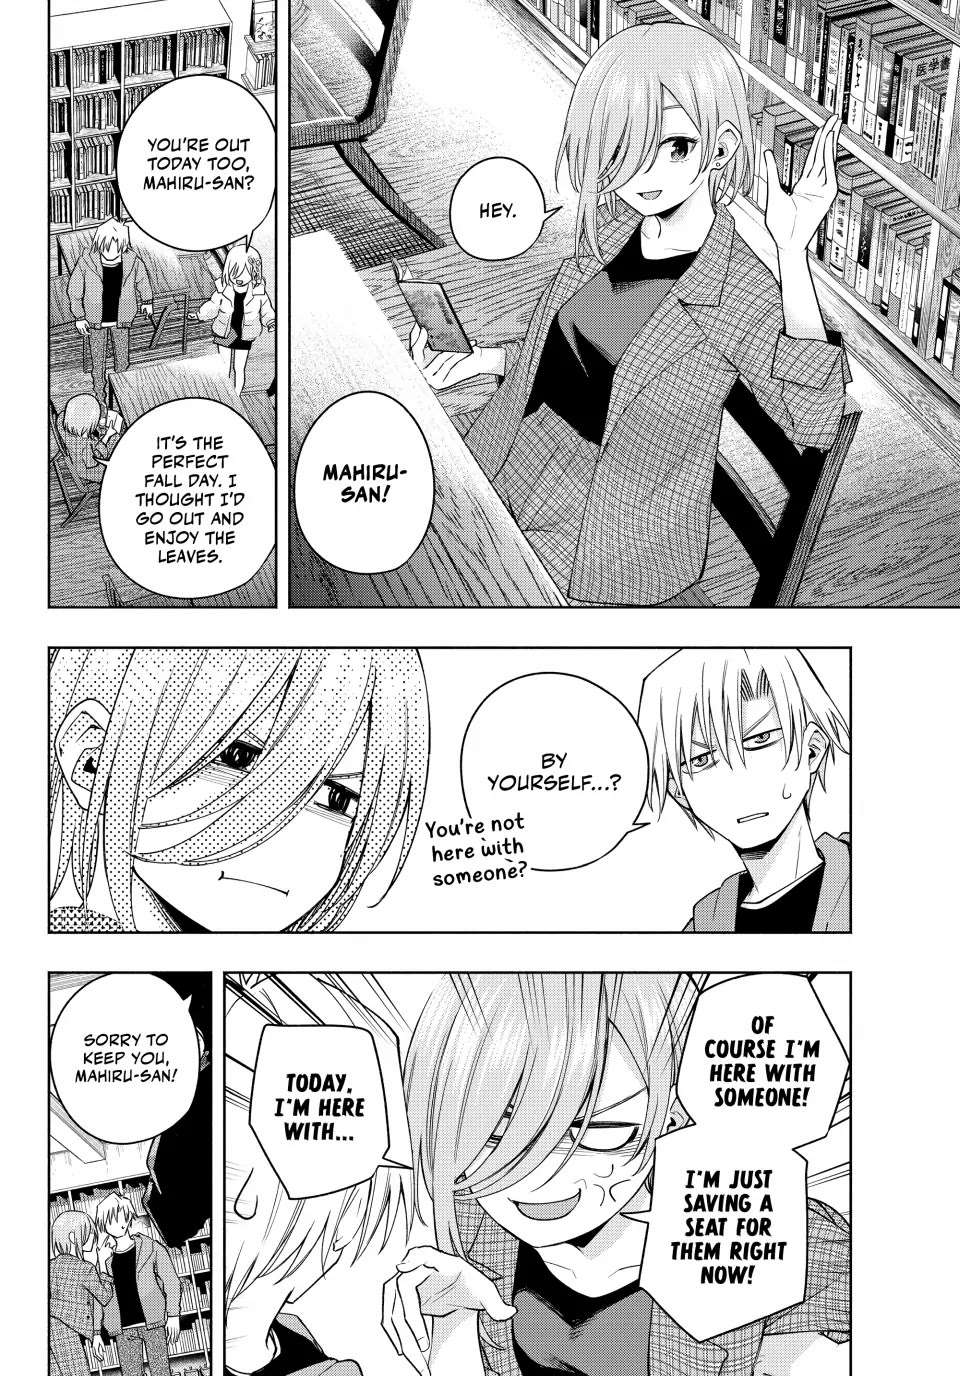 HEY.
MAHIRU-
SAN!
YOU'RE OUT
TODAY TOO,
MAHIRU-SAN?
IT'S THE
PERFECT
FALL DAY. I
THOUGHT I'D
GO OUT AND
ENJOY THE
LEAVES.
BY
YOURSELF...?
You're not
here with
someone?
OF
COURSE I'M
HERE WITH
SOMEONE!
I'M JUST
SAVING A
SEAT FOR
THEM RIGHT
NOW!
TODAY,
I'M HERE
WITH...
SORRY TO
KEEP YOU,
MAHIRU-SAN!